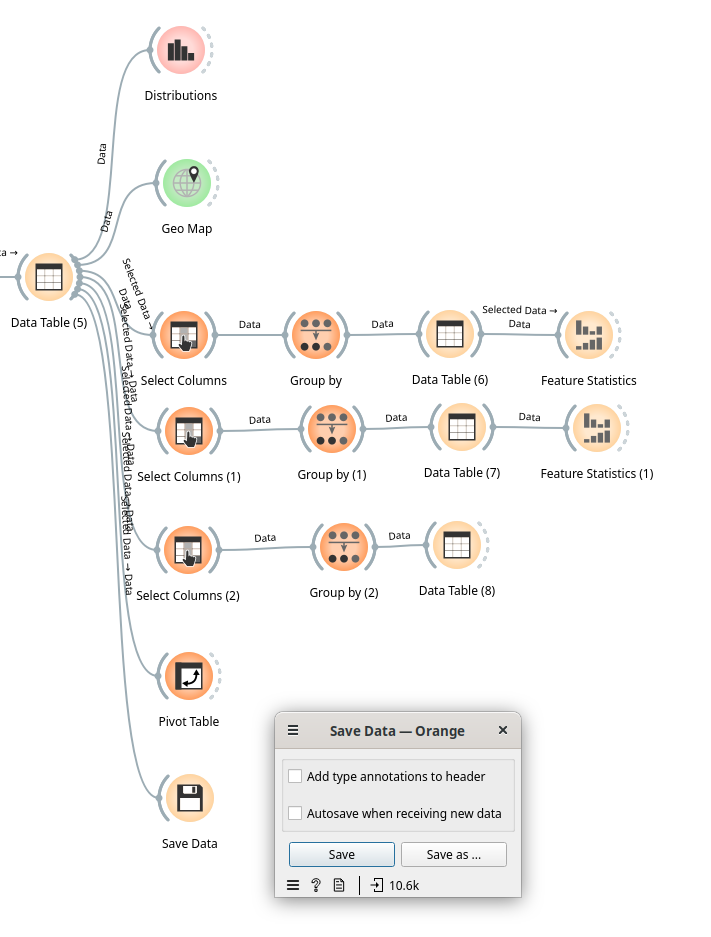 Distributions
Data
Geo Map
Data
Data Table (5)
Selected Data →
Data
Select Columns
Data
Group by
Data
Data Table (6)
Selected Data →
Data
Feature Statistics
Selected Data → Data
Select Columns (1)
Data
Group by (1)
Data
Data Table (7)
Data
Feature Statistics (1)
Selected Data → Data
Select Columns (2)
Data
Group by (2)
Data
Data Table (8)
Selected Data → Data
Pivot Table
Selected Data → Data
Save Data
Save Data — Orange
Add type annotations to header
Autosave when receiving new data
Save
Save as ...
10.6k